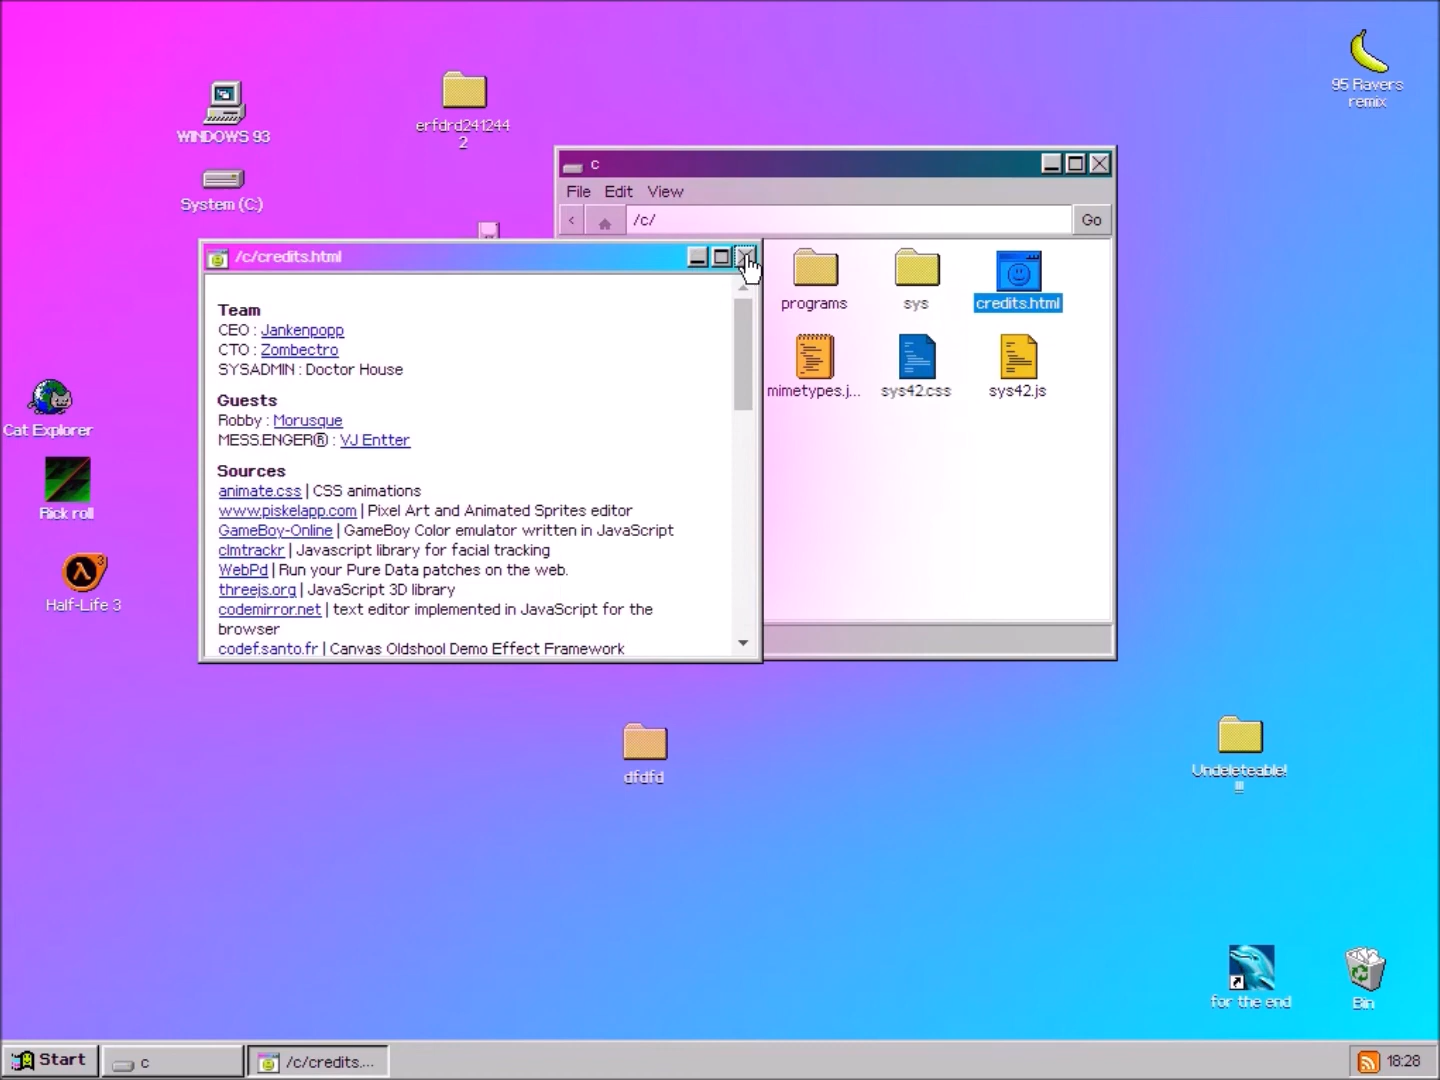 WINDOWS 93
System (C:)
erfdrd241244
2
95 Ravers
remix
c
File Edit View
/c/
Go
programs
sys
credits.html
mimetypes.j...
sys42.css
sys42.js
/c/credits.html
Team
CEO : Jankenpopp
CTO : Zombectro
SYSADMIN : Doctor House
Guests
Robby : Morusque
MESS.ENGER® : VJ Entter
Sources
animate.css | CSS animations
www.piskelapp.com | Pixel Art and Animated Sprites editor
GameBoy-Online | GameBoy Color emulator written in JavaScript
clmtrackr | Javascript library for facial tracking
WebPd | Run your Pure Data patches on the web.
threejs.org | JavaScript 3D library
codemirror.net | text editor implemented in JavaScript for the
browser
codef.santo.fr | Canvas Oldshool Demo Effect Framework
Cat Explorer
Rick roll
3
Half-Life 3
dfdfd
Undeleteable!
!!!
for the end
Bin
Start
c
/c/credits....
18:28